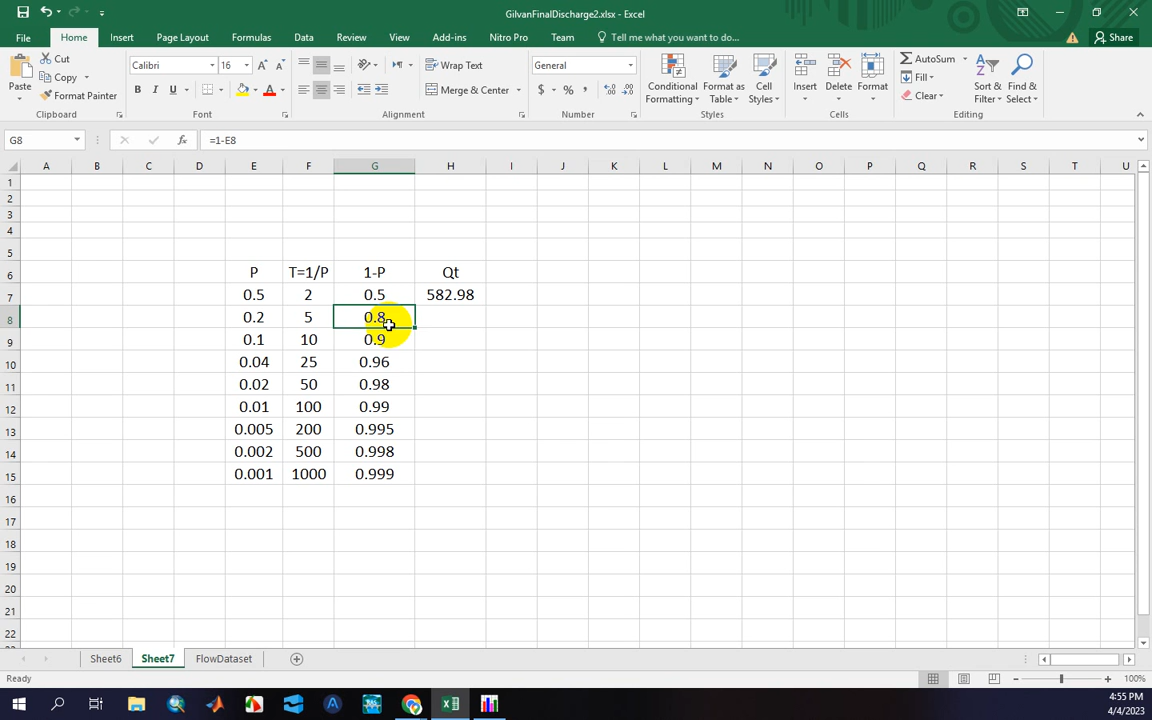 GilvanFinalDischarge2.xlsx - Excel
File Home Insert Page Layout Formulas Data Review View Add-ins Nitro Pro Team Tell me what you want to do... Share
Cut
Copy
Format Painter
Paste
Clipboard
Calibri 16
B I U
Font
Wrap Text
Merge & Center
Alignment
General
$ % ,
Number
Conditional Formatting
Format as Table
Cell Styles
Styles
Insert Delete Format
Cells
AutoSum
Fill
Clear
Sort & Filter
Find & Select
Editing
G8 fx =1-E8
A B C D E F G H I J K L M N O P Q R S T U
1
2
3
4
5
6 P T=1/P 1-P Qt
7 0.5 2 0.5 582.98
8 0.2 5 0.8
9 0.1 10 0.9
10 0.04 25 0.96
11 0.02 50 0.98
12 0.01 100 0.99
13 0.005 200 0.995
14 0.002 500 0.998
15 0.001 1000 0.999
16
17
18
19
20
21
22
Sheet6 Sheet7 FlowDataset
Ready 100%
4:55 PM
4/4/2023